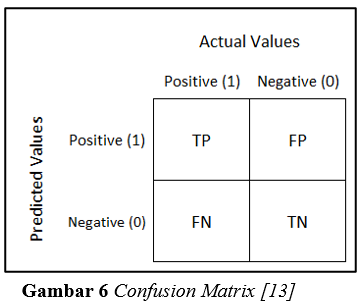 Actual Values
Positive (1) Negative (0)
Predicted Values
Positive (1) TP FP
Negative (0) FN TN
Gambar 6 Confusion Matrix [13]